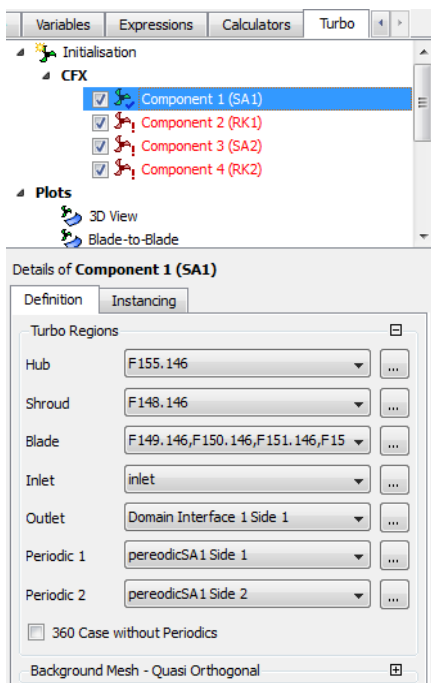 Variables Expressions Calculators Turbo
Initialisation
CFX
Component 1 (SA1)
Component 2 (RK1)
Component 3 (SA2)
Component 4 (RK2)
Plots
3D View
Blade-to-Blade
Details of Component 1 (SA1)
Definition Instancing
Turbo Regions
Hub F155.146 ...
Shroud F148.146 ...
Blade F149.146,F150.146,F151.146,F15 ...
Inlet inlet ...
Outlet Domain Interface 1 Side 1 ...
Periodic 1 pereodicSA1 Side 1 ...
Periodic 2 pereodicSA1 Side 2 ...
360 Case without Periodics
Background Mesh - Quasi Orthogonal